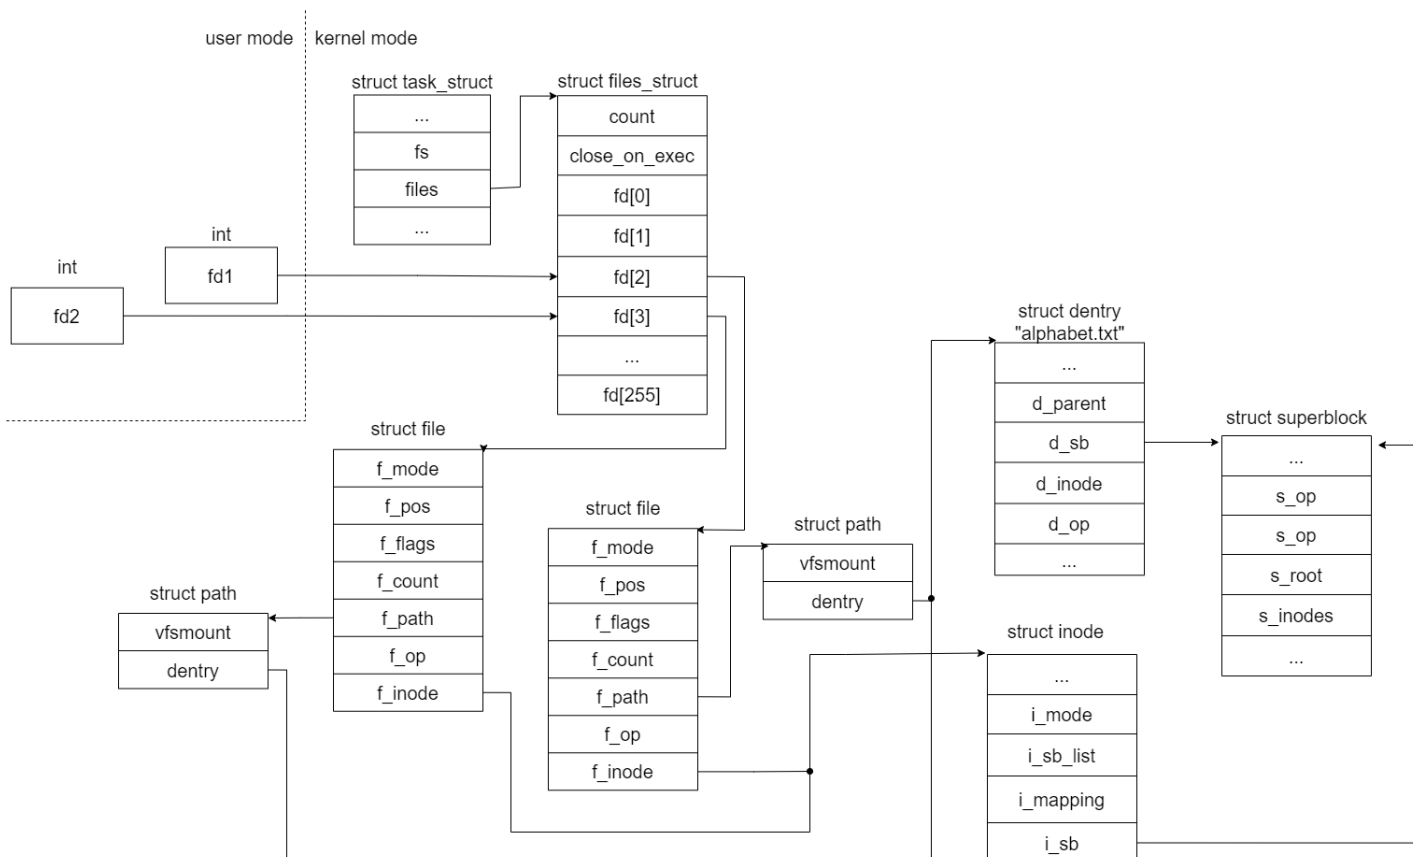 user mode
kernel mode
struct task_struct
...
fs
files
...
struct files_struct
count
close_on_exec
fd[0]
fd[1]
fd[2]
fd[3]
...
fd[255]
int
fd1
int
fd2
struct file
f_mode
f_pos
f_flags
f_count
f_path
f_op
f_inode
struct path
vfsmount
dentry
struct file
f_mode
f_pos
f_flags
f_count
f_path
f_op
f_inode
struct path
vfsmount
dentry
struct dentry
"alphabet.txt"
...
d_parent
d_sb
d_inode
d_op
...
struct superblock
...
s_op
s_op
s_root
s_inodes
...
struct inode
...
i_mode
i_sb_list
i_mapping
i_sb